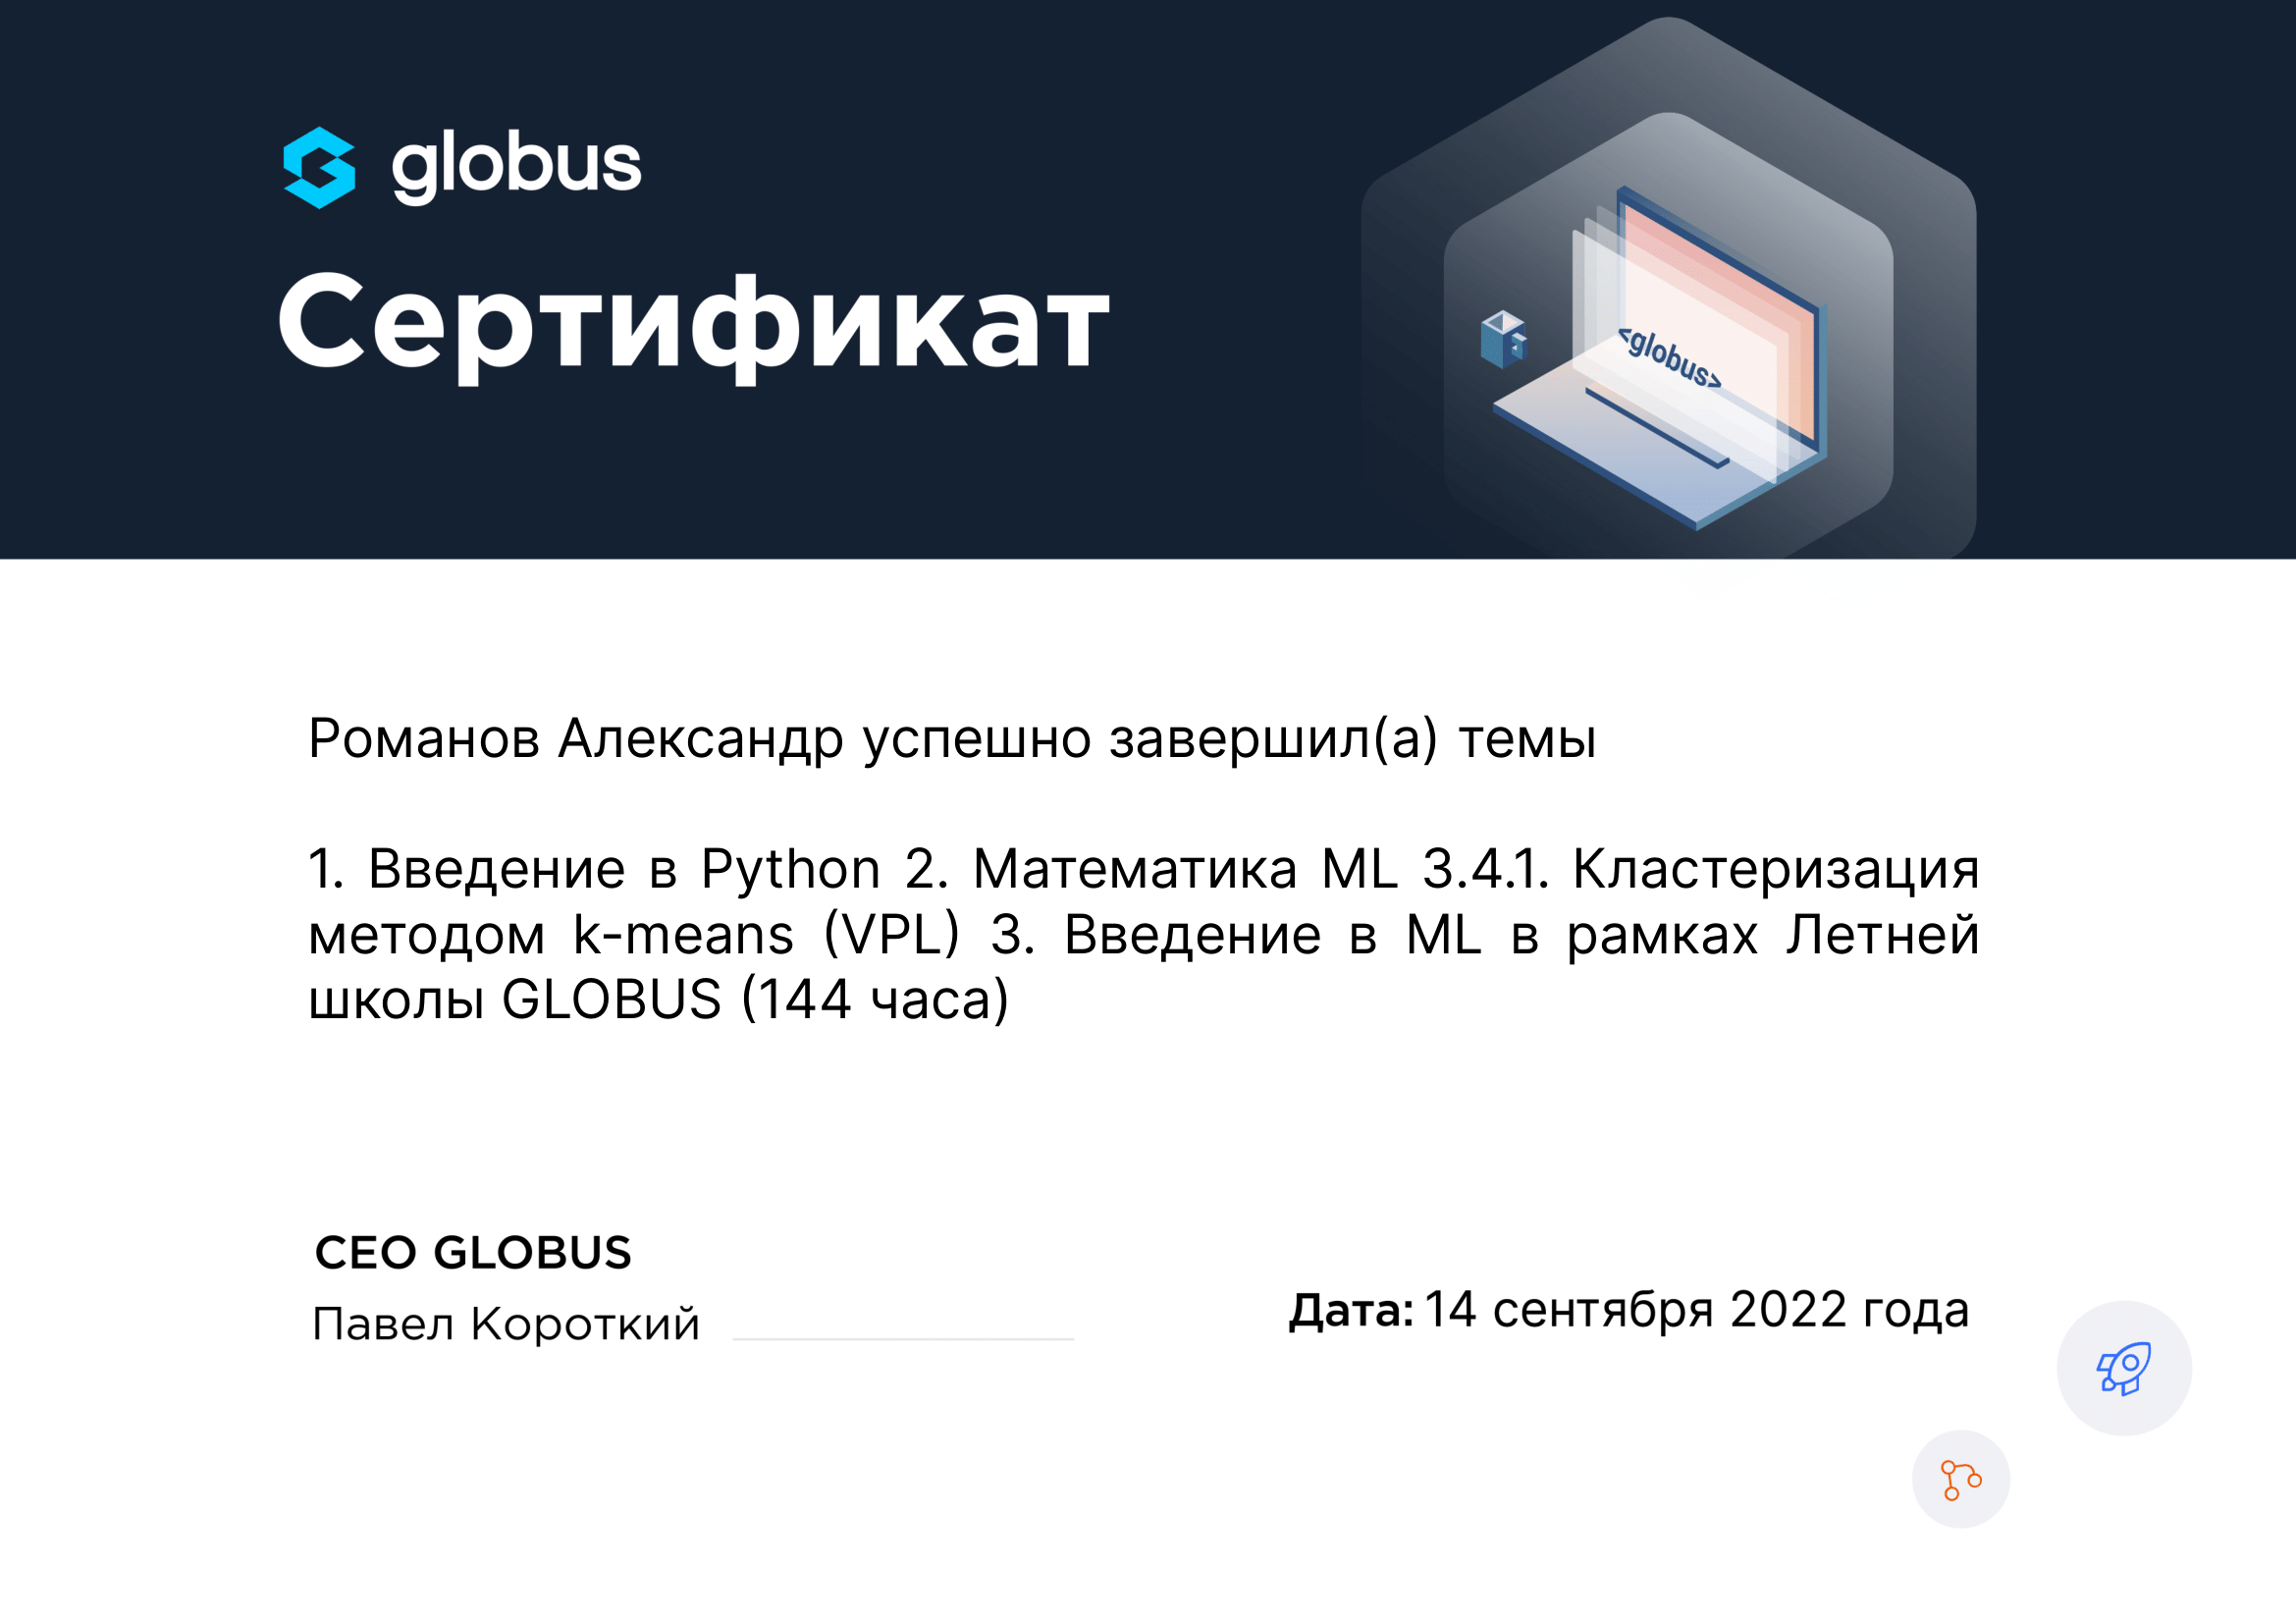 globus
Сертификат
<globus>
Романов Александр успешно завершил(а) темы
1. Введение в Python 2. Математика ML 3.4.1. Кластеризация
методом k-means (VPL) 3. Введение в ML в рамках Летней
школы GLOBUS (144 часа)
CEO GLOBUS
Павел Короткий
Дата: 14 сентября 2022 года